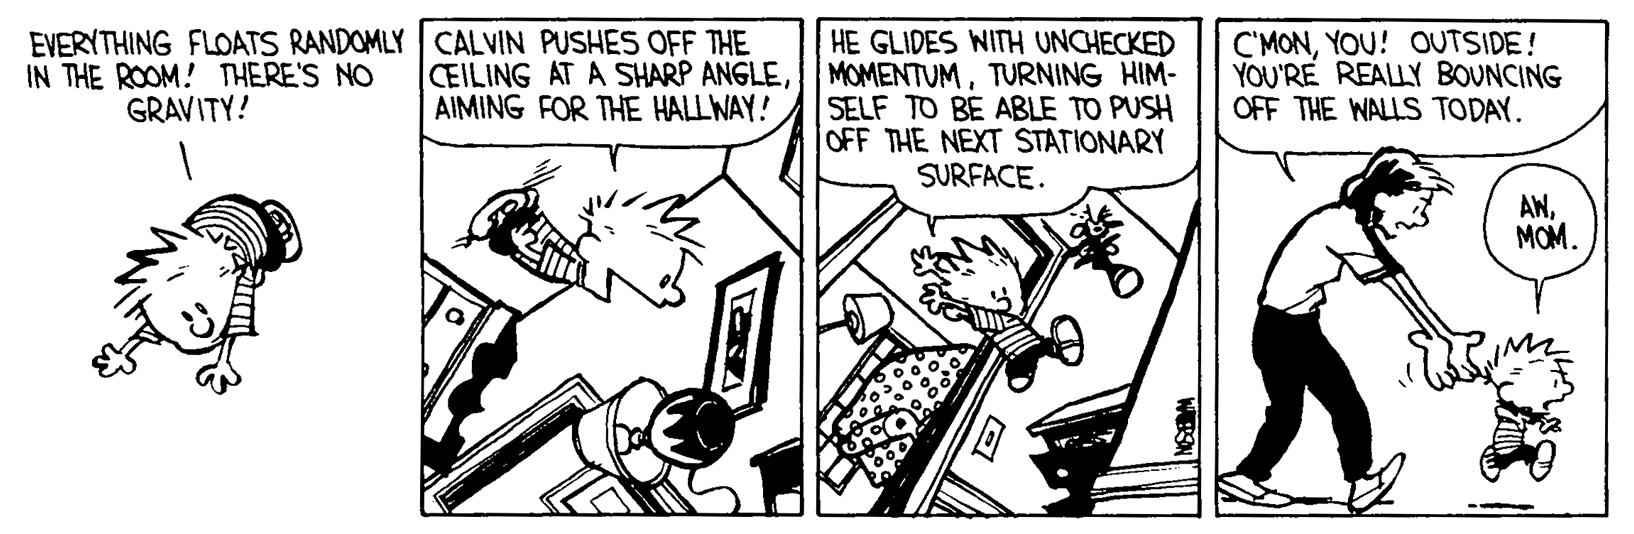 EVERYTHING FLOATS RANDOMLY
IN THE ROOM! THERE'S NO
GRAVITY!
CALVIN PUSHES OFF THE
CEILING AT A SHARP ANGLE,
AIMING FOR THE HALLWAY!
HE GLIDES WITH UNCHECKED
MOMENTUM, TURNING HIM-
SELF TO BE ABLE TO PUSH
OFF THE NEXT STATIONARY
SURFACE.
WATTERSON
C'MON, YOU! OUTSIDE!
YOU'RE REALLY BOUNCING
OFF THE WALLS TODAY.
AW,
MOM.